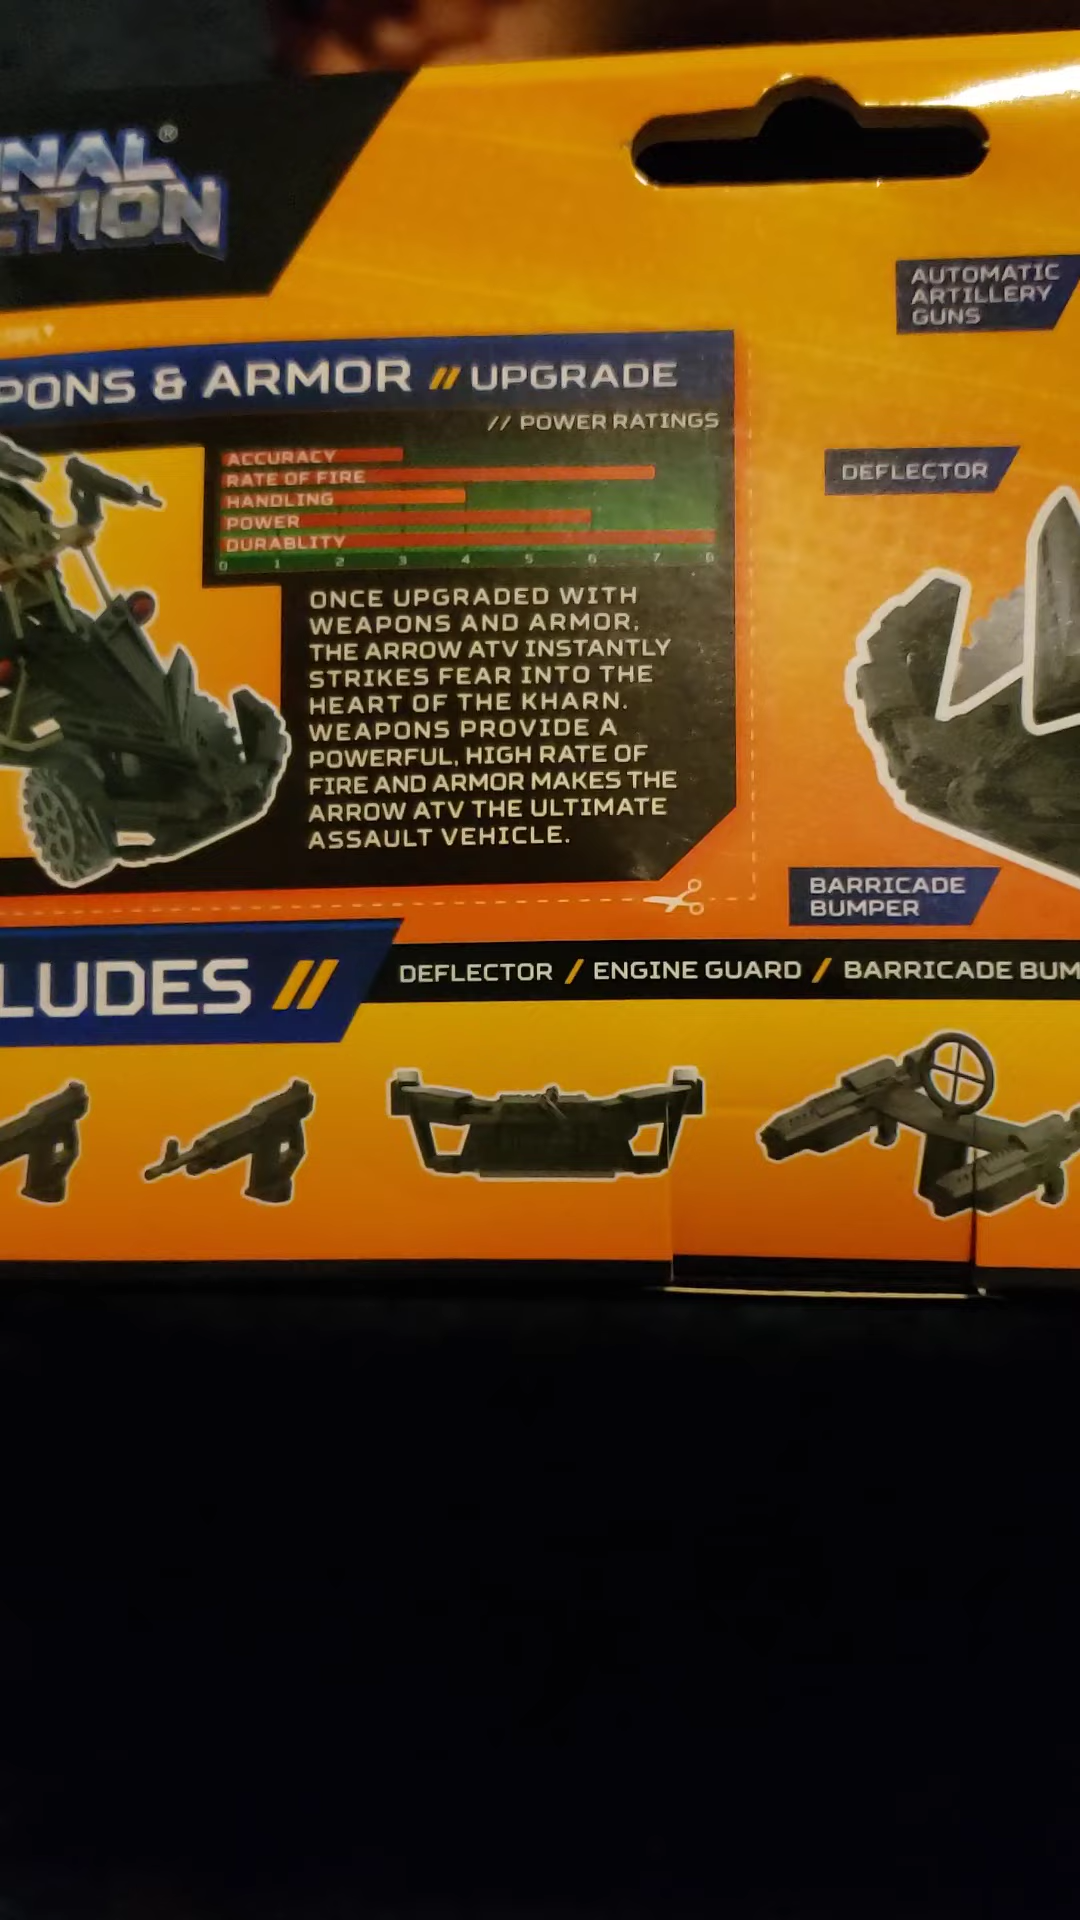 NAL®
CTION
PONS & ARMOR // UPGRADE
// POWER RATINGS
ACCURACY
RATE OF FIRE
HANDLING
POWER
DURABLITY
0 1 2 3 4 5 6 7 8
ONCE UPGRADED WITH
WEAPONS AND ARMOR,
THE ARROW ATV INSTANTLY
STRIKES FEAR INTO THE
HEART OF THE KHARN.
WEAPONS PROVIDE A
POWERFUL, HIGH RATE OF
FIRE AND ARMOR MAKES THE
ARROW ATV THE ULTIMATE
ASSAULT VEHICLE.
AUTOMATIC
ARTILLERY
GUNS
DEFLECTOR
BARRICADE
BUMPER
LUDES //
DEFLECTOR / ENGINE GUARD / BARRICADE BUM